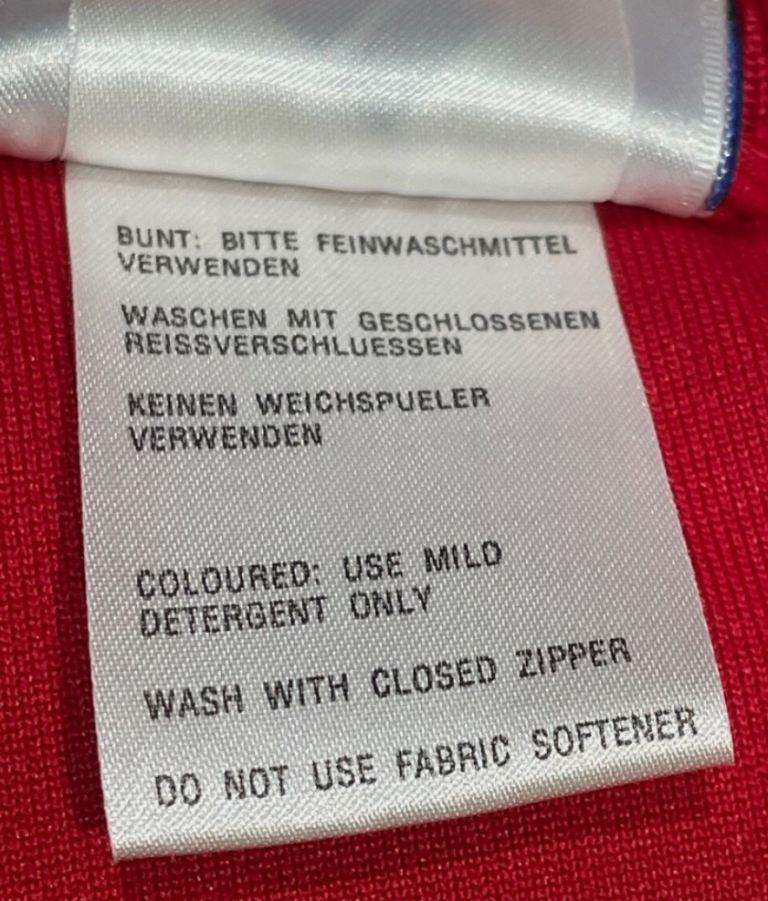 BUNT: BITTE FEINWASCHMITTEL
VERWENDEN
WASCHEN MIT GESCHLOSSENEN
REISSVERSCHLUESSEN
KEINEN WEICHSPUELER
VERWENDEN
COLOURED: USE MILD
DETERGENT ONLY
WASH WITH CLOSED ZIPPER
DO NOT USE FABRIC SOFTENER